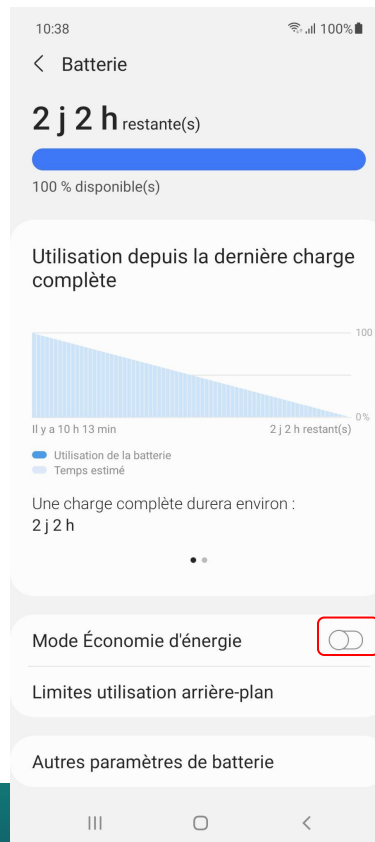 10:38
100%
Batterie
2 j 2 h restante(s)
100 % disponible(s)
Utilisation depuis la dernière charge
complète
100
0%
Il y a 10 h 13 min
2 j 2 h restant(s)
Utilisation de la batterie
Temps estimé
Une charge complète durera environ :
2 j 2 h
Mode Économie d'énergie
Limites utilisation arrière-plan
Autres paramètres de batterie